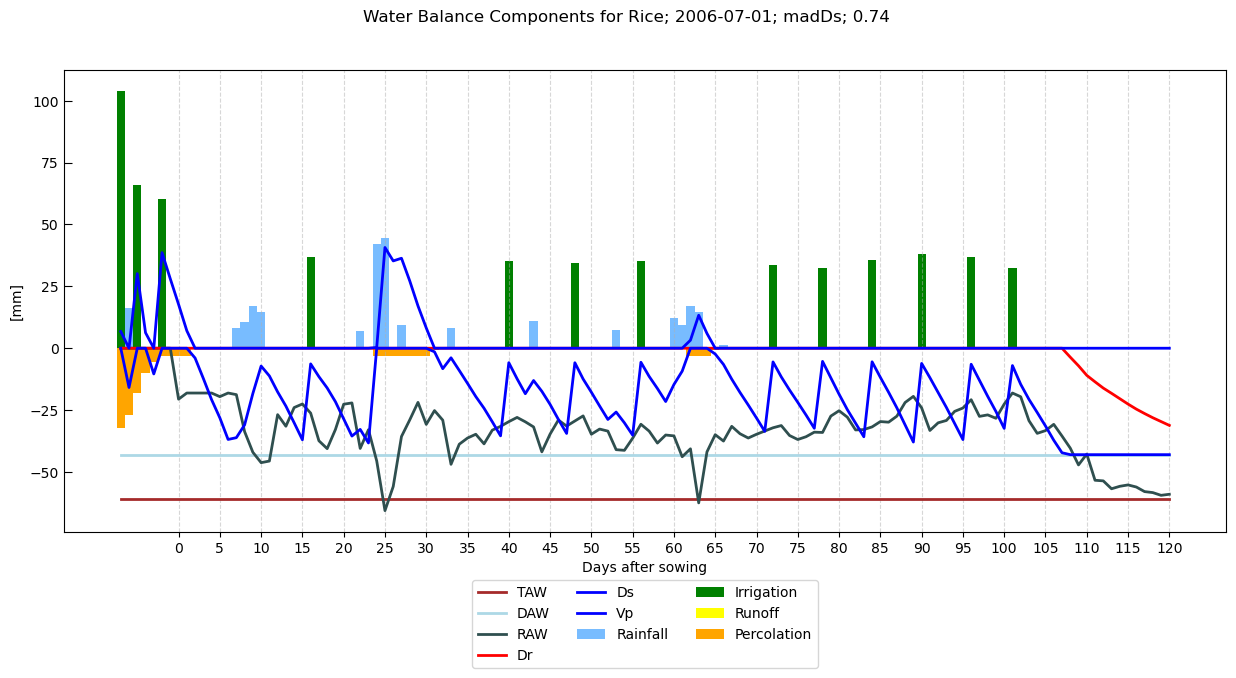 Water Balance Components for Rice; 2006-07-01; madDs; 0.74
100
75
50
25
0
−25
−50
[mm]
0 5 10 15 20 25 30 35 40 45 50 55 60 65 70 75 80 85 90 95 100 105 110 115 120
Days after sowing
TAW Ds Irrigation
DAW Vp Runoff
RAW Rainfall Percolation
Dr